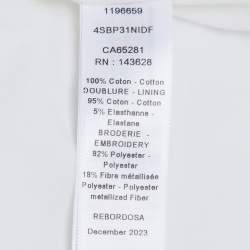 1196659
4SBP31NIDF
CA65281
RN : 143628
100% Coton - Cotton
DOUBLURE - LINING
95% Coton - Cotton
5% Elasthanne -
Elastane
BRODERIE -
EMBROIDERY
82% Polyester -
Polyester
18% Fibre métallisée
Polyester - Polyester
metallized Fiber
REBORDOSA
December 2023